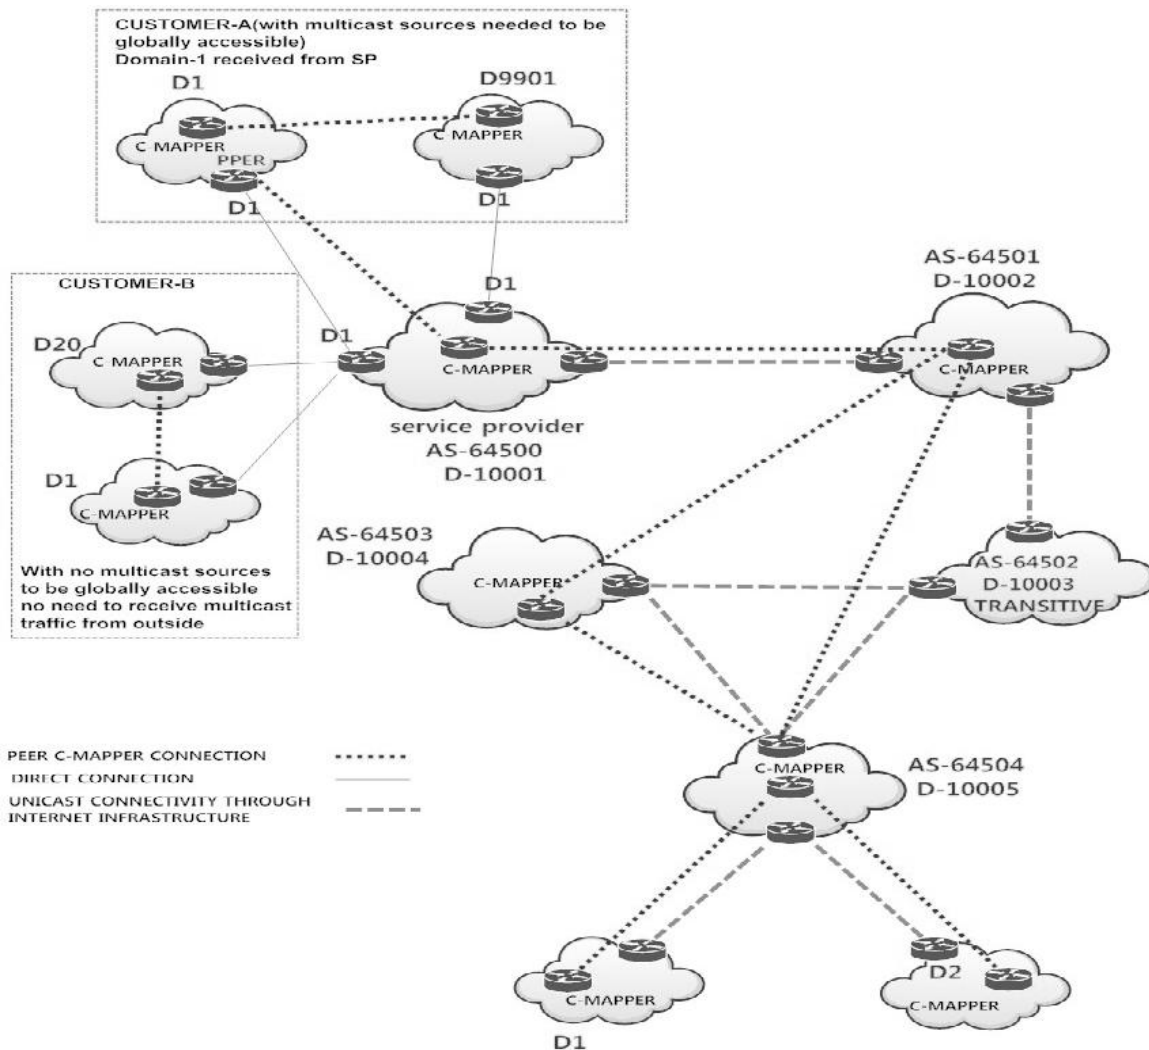 CUSTOMER-A(with multicast sources needed to be
globally accessible)
Domain-1 received from SP
D1
D9901
C-MAPPER
C-MAPPER
PPER
D1
D1
CUSTOMER-B
D1
AS-64501
D-10002
D20
C-MAPPER
D1
C-MAPPER
C-MAPPER
service provider
AS-64500
D-10001
D1
C-MAPPER
AS-64503
D-10004
C-MAPPER
AS-64502
D-10003
TRANSITIVE
With no multicast sources
to be globally accessible
no need to receive multicast
traffic from outside
PEER C-MAPPER CONNECTION
DIRECT CONNECTION
UNICAST CONNECTIVITY THROUGH
INTERNET INFRASTRUCTURE
C-MAPPER
AS-64504
D-10005
C-MAPPER
D1
D2
C-MAPPER